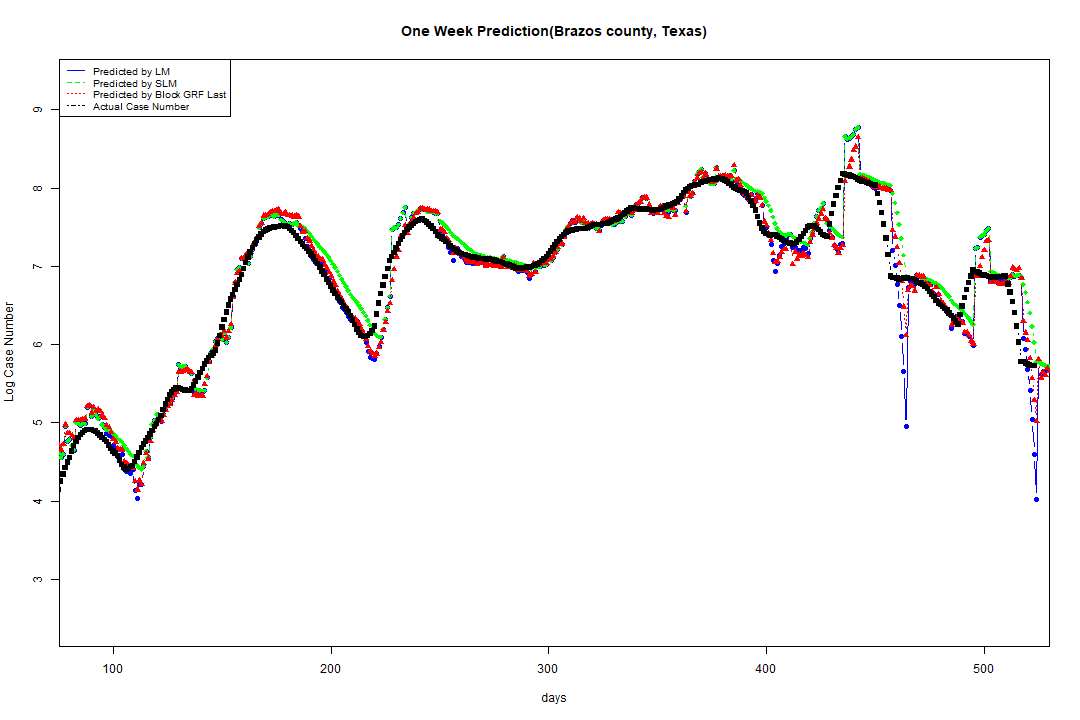 One Week Prediction(Brazos county, Texas)
Predicted by LM
Predicted by SLM
Predicted by Block GRF Last
Actual Case Number
Log Case Number
9
8
7
6
5
4
3
100 200 300 400 500
days